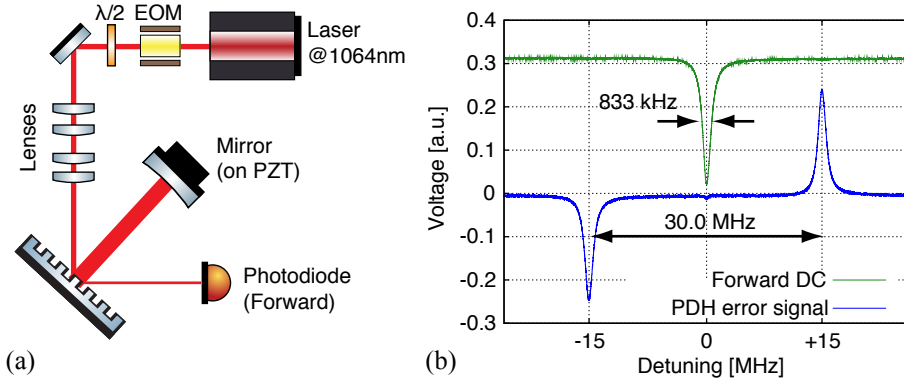 λ/2
EOM
Laser
@1064nm
Lenses
Mirror
(on PZT)
Photodiode
(Forward)
(a)
0.4
0.3
0.2
0.1
0
-0.1
-0.2
-0.3
Voltage [a.u.]
833 kHz
30.0 MHz
Forward DC
PDH error signal
-15
0
+15
Detuning [MHz]
(b)